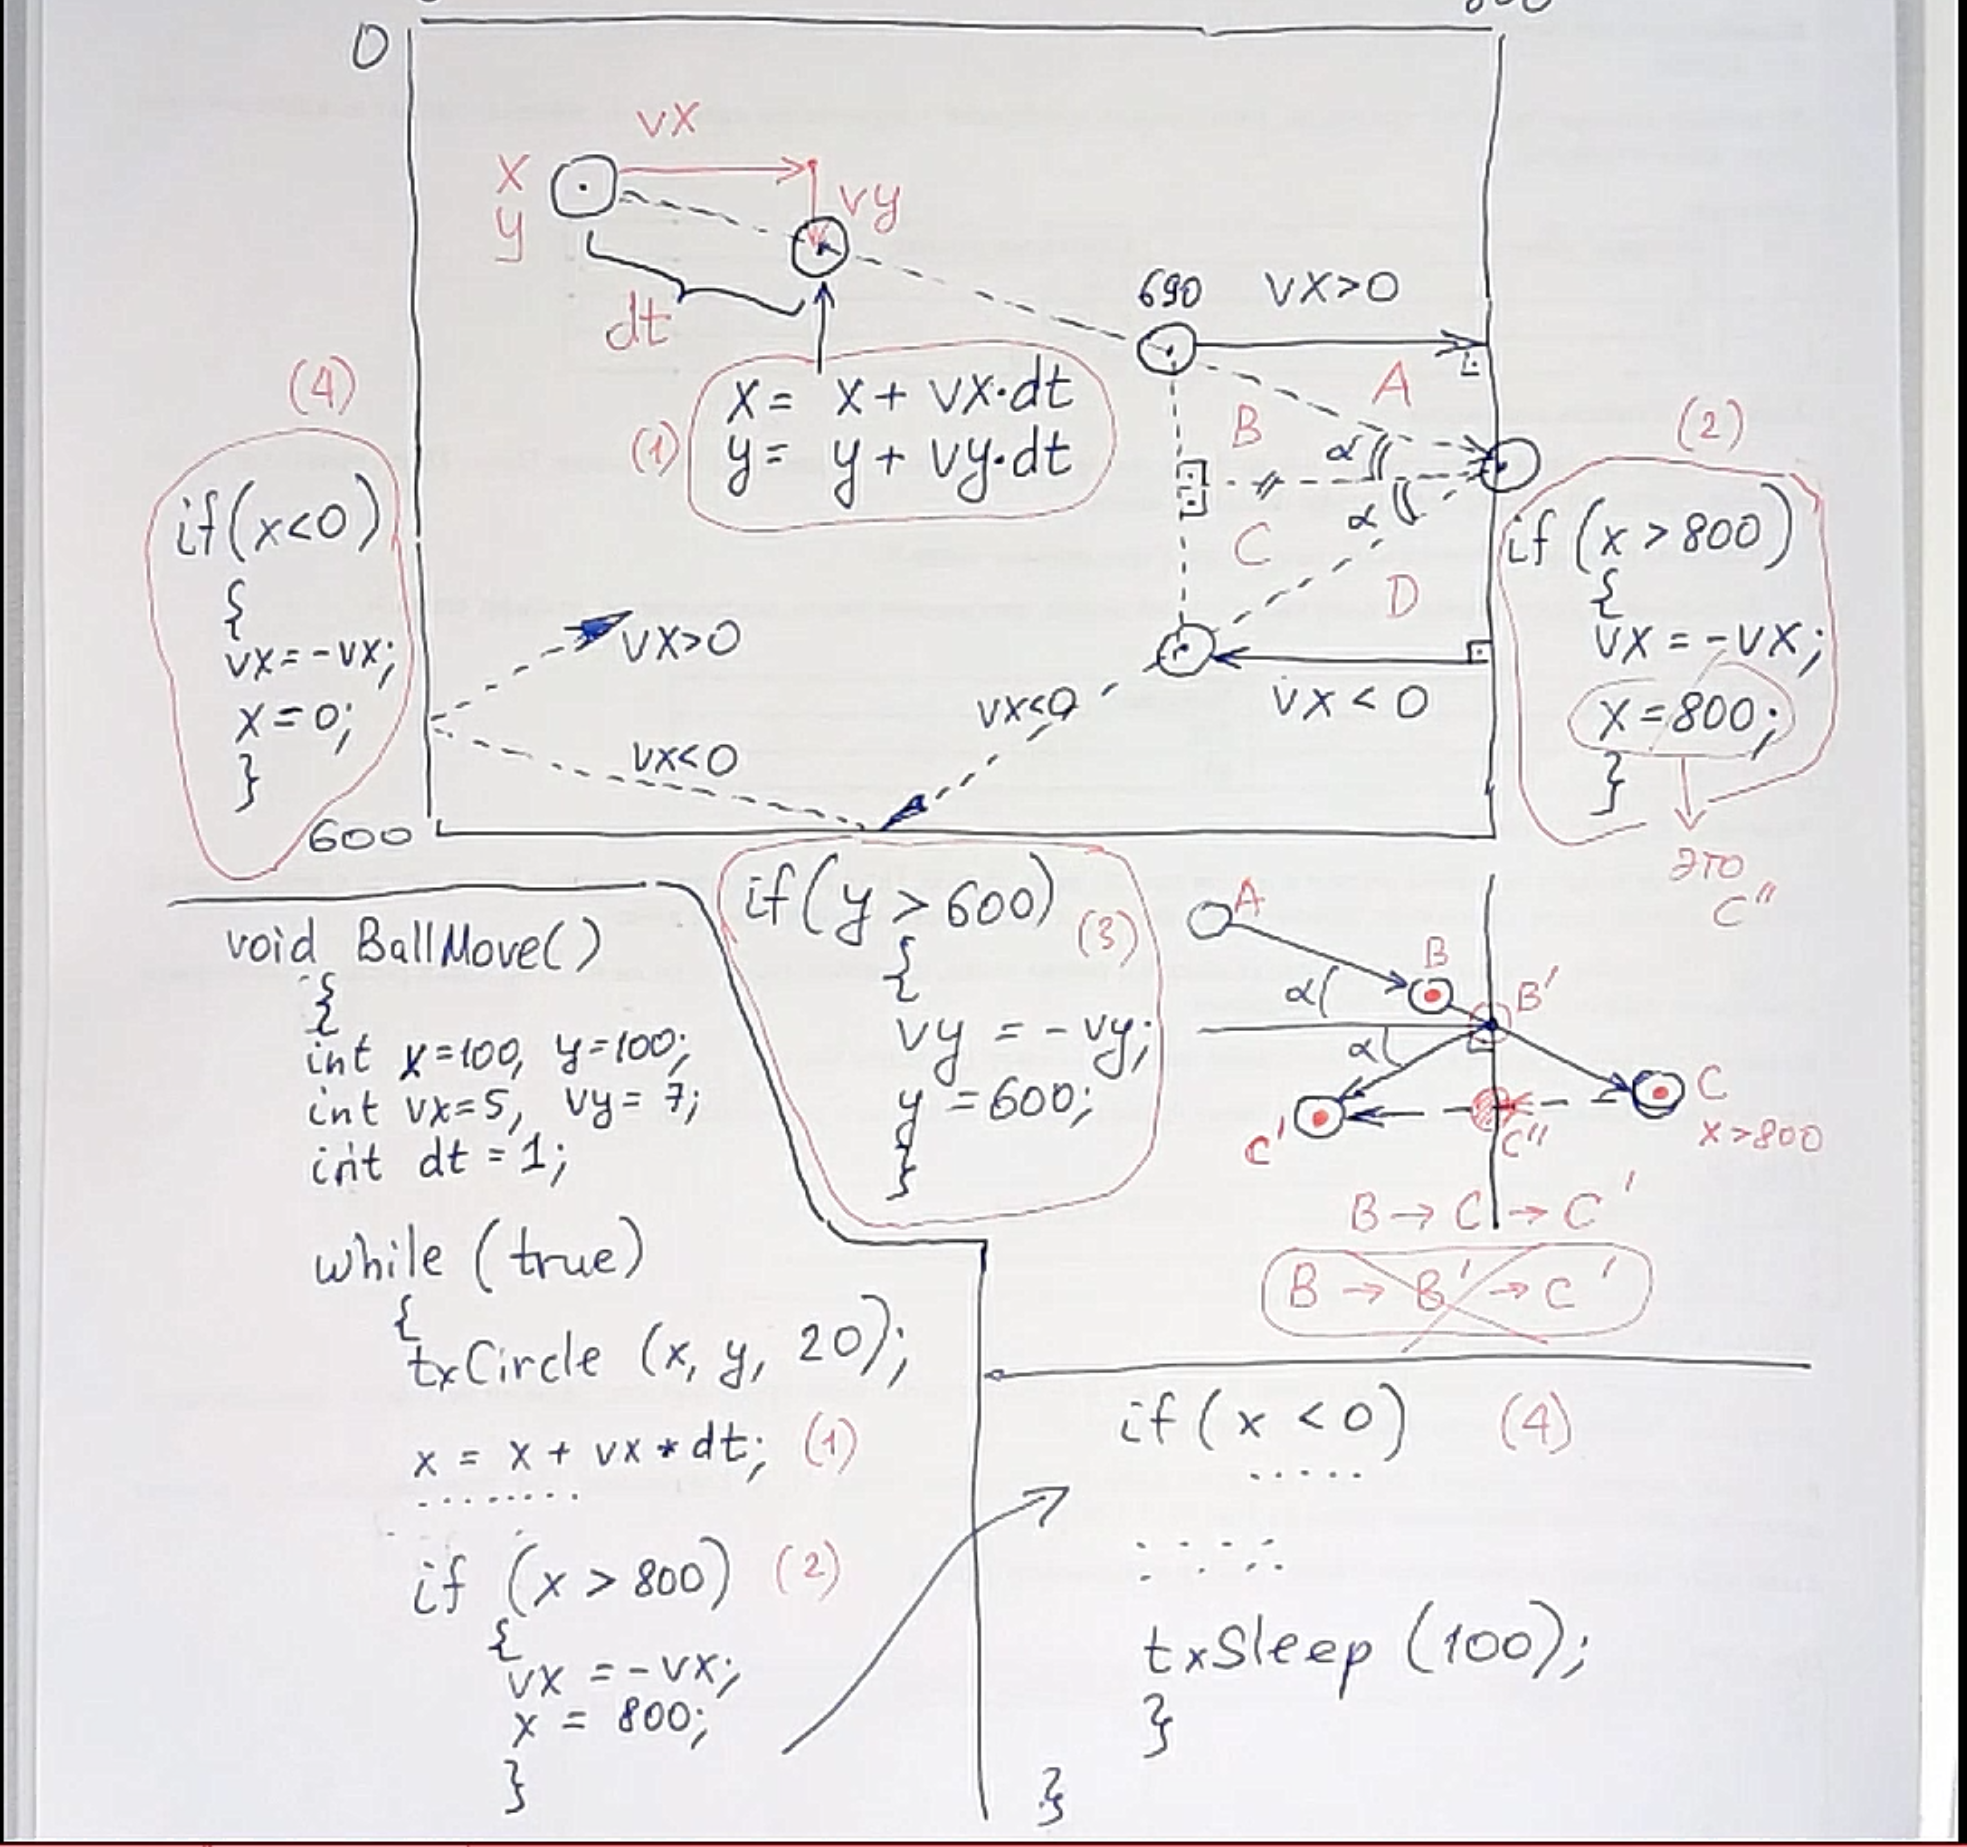 0
vx
x
y
vy
dt
690
vx>0
(4)
(1)
x = x + vx·dt
y = y + vy·dt
A
B
α
α
C
D
(2)
if(x<0)
{
vx=-vx;
x=0;
}
if (x > 800)
{
vx = -vx;
x = 800;
}
это
C''
vx>0
vx<0
vx<0
vx < 0
600
if(y > 600)
(3)
{
vy = - vy;
y = 600;
}
A
B
B'
α
α
C
x>800
C'
C''
B → C → C'
B → B' → C'
void BallMove()
{
int x=100, y=100;
int vx=5, vy=7;
int dt = 1;
while (true)
{
txCircle (x, y, 20);
x = x + vx * dt; (1)
........
if (x > 800) (2)
{
vx = -vx;
x = 800;
}
if (x < 0) (4)
.....
txSleep (100);
}
}